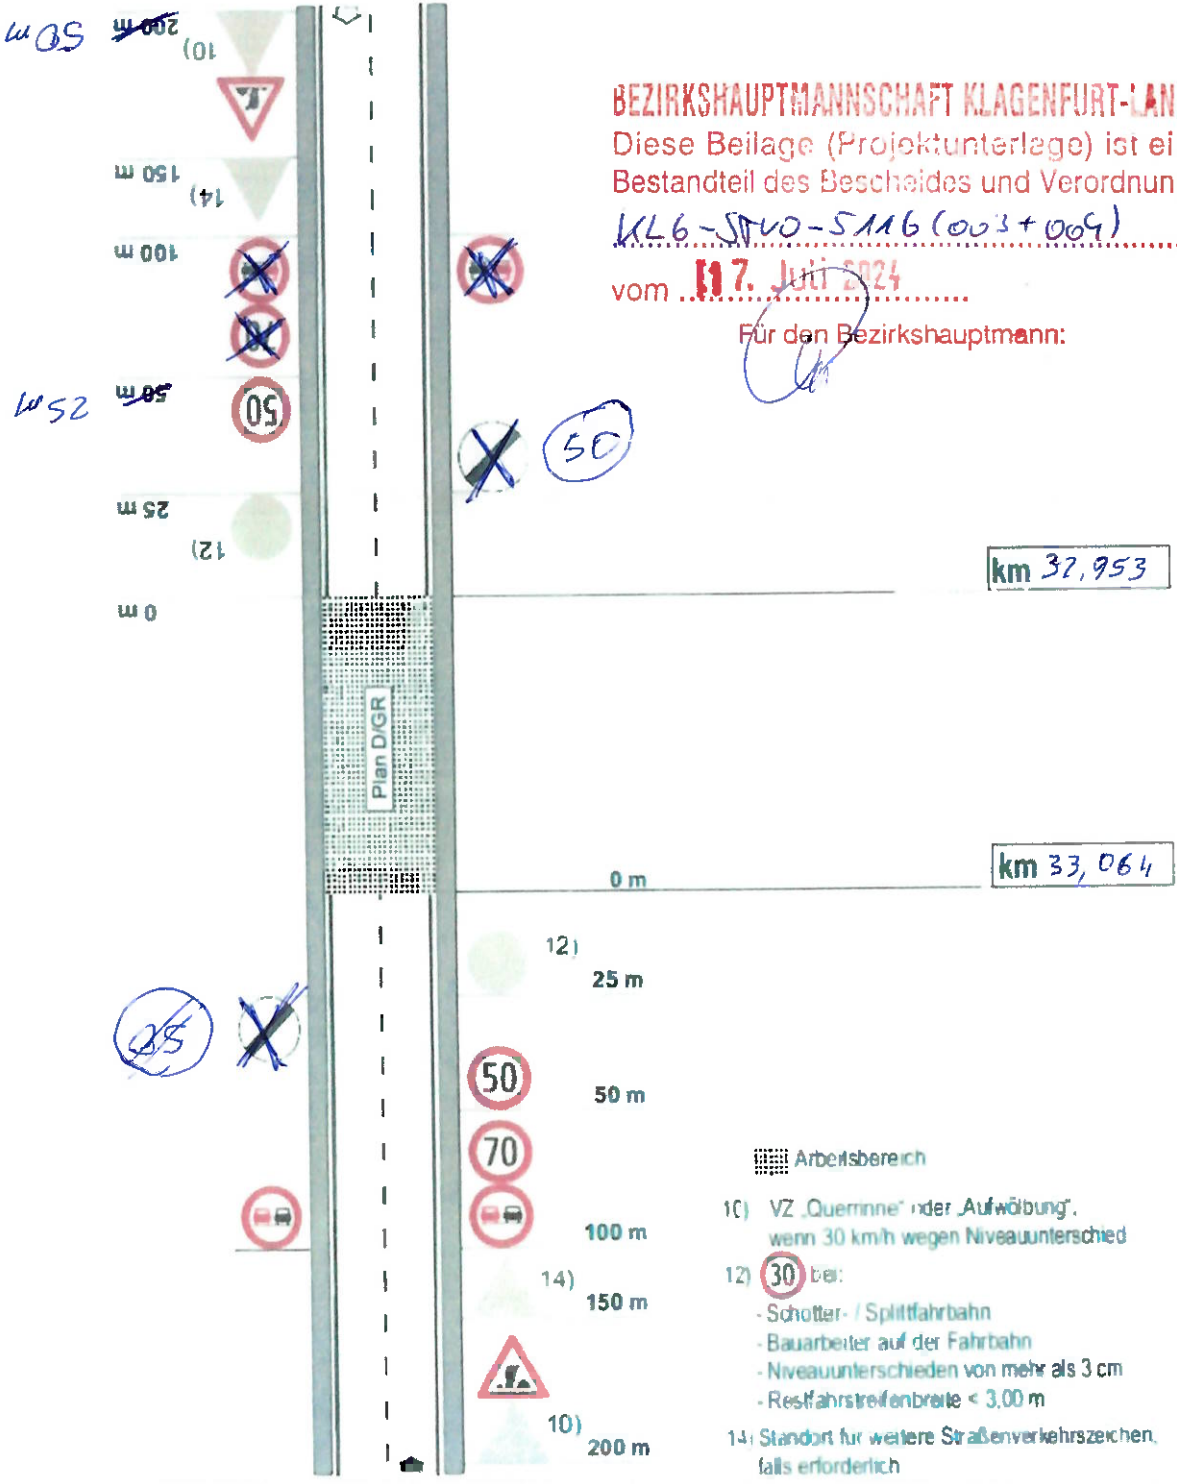 50 m
200 m
10)
150 m
14)
100 m
70
25 m
50 m
50
25 m
12)
0 m
BEZIRKSHAUPTMANNSCHAFT KLAGENFURT-LAN
Diese Beilage (Projektunterlage) ist ei
Bestandteil des Bescheides und Verordnun
KL6-STVO-5116 (003+004)
vom 17. Juli 2024
Für den Bezirkshauptmann:
50
km 32,953
Plan D/GR
km 33,064
0 m
12)
25 m
50
50 m
70
100 m
14)
150 m
10)
200 m
Arbeitsbereich
10) VZ „Querrinne" oder „Aufwölbung",
wenn 30 km/h wegen Niveauunterschied
12) 30 bei:
- Schotter- / Splittfahrbahn
- Bauarbeiter auf der Fahrbahn
- Niveauunterschieden von mehr als 3 cm
- Restfahrstreifenbreite < 3,00 m
14) Standort für weitere Straßenverkehrszeichen,
falls erforderlich